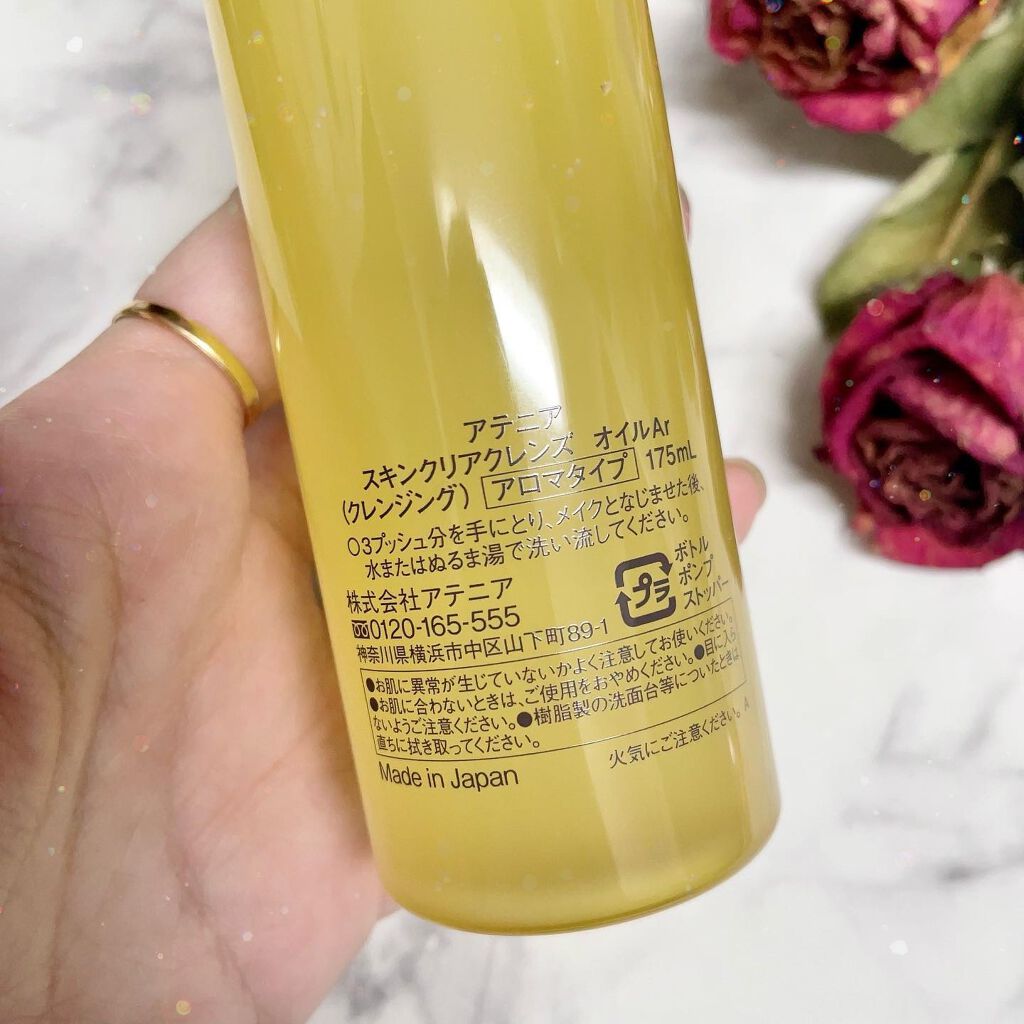 アテニア
スキンクリアクレンズ オイルAr
(クレンジング) アロマタイプ 175mL
○3プッシュ分を手にとり、メイクとなじませた後、
水またはぬるま湯で洗い流してください。
株式会社アテニア
0120-165-555
神奈川県横浜市中区山下町89-1
プラ
ボトル
ポンプ
ストッパー
●お肌に異常が生じていないかよく注意してお使いください。
●お肌に合わないときは、ご使用をおやめください。●目に入ら
ないようご注意ください。●樹脂製の洗面台等についたときは
直ちに拭き取ってください。
火気にご注意ください。A
Made in Japan